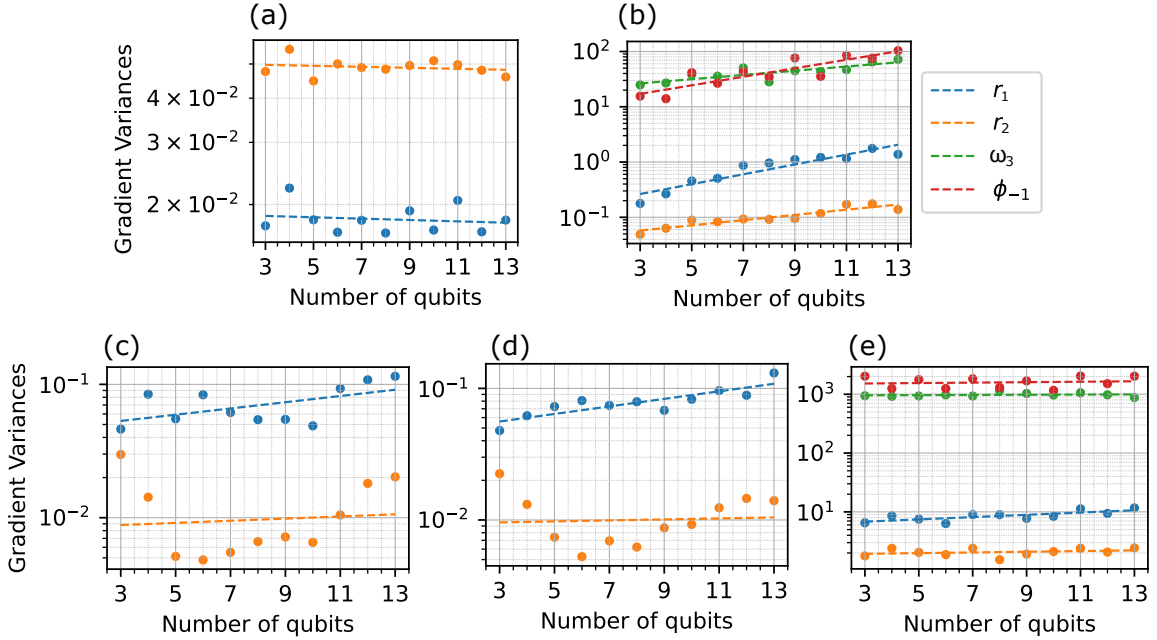 (a)
(b)
Gradient Variances
4 × 10⁻²
3 × 10⁻²
2 × 10⁻²
3 5 7 9 11 13
Number of qubits
10²
10¹
10⁰
10⁻¹
3 5 7 9 11 13
Number of qubits
r₁
r₂
ω₃
ϕ₋₁
(c)
(d)
(e)
Gradient Variances
10⁻¹
10⁻²
3 5 7 9 11 13
Number of qubits
10⁻¹
10⁻²
3 5 7 9 11 13
Number of qubits
10³
10²
10¹
3 5 7 9 11 13
Number of qubits